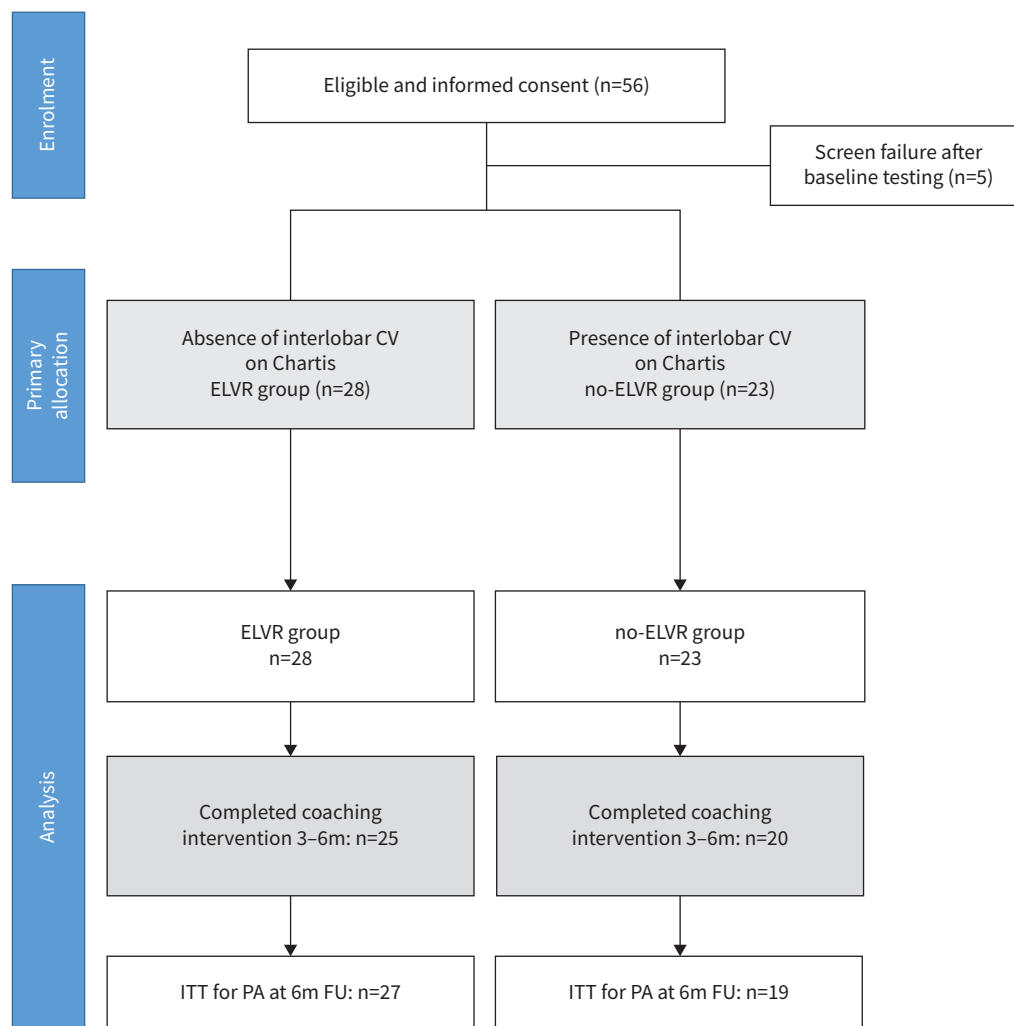 Enrolment
Eligible and informed consent (n=56)
Screen failure after
baseline testing (n=5)
Primary
allocation
Absence of interlobar CV
on Chartis
ELVR group (n=28)
Presence of interlobar CV
on Chartis
no-ELVR group (n=23)
Analysis
ELVR group
n=28
no-ELVR group
n=23
Completed coaching
intervention 3–6m: n=25
Completed coaching
intervention 3–6m: n=20
ITT for PA at 6m FU: n=27
ITT for PA at 6m FU: n=19